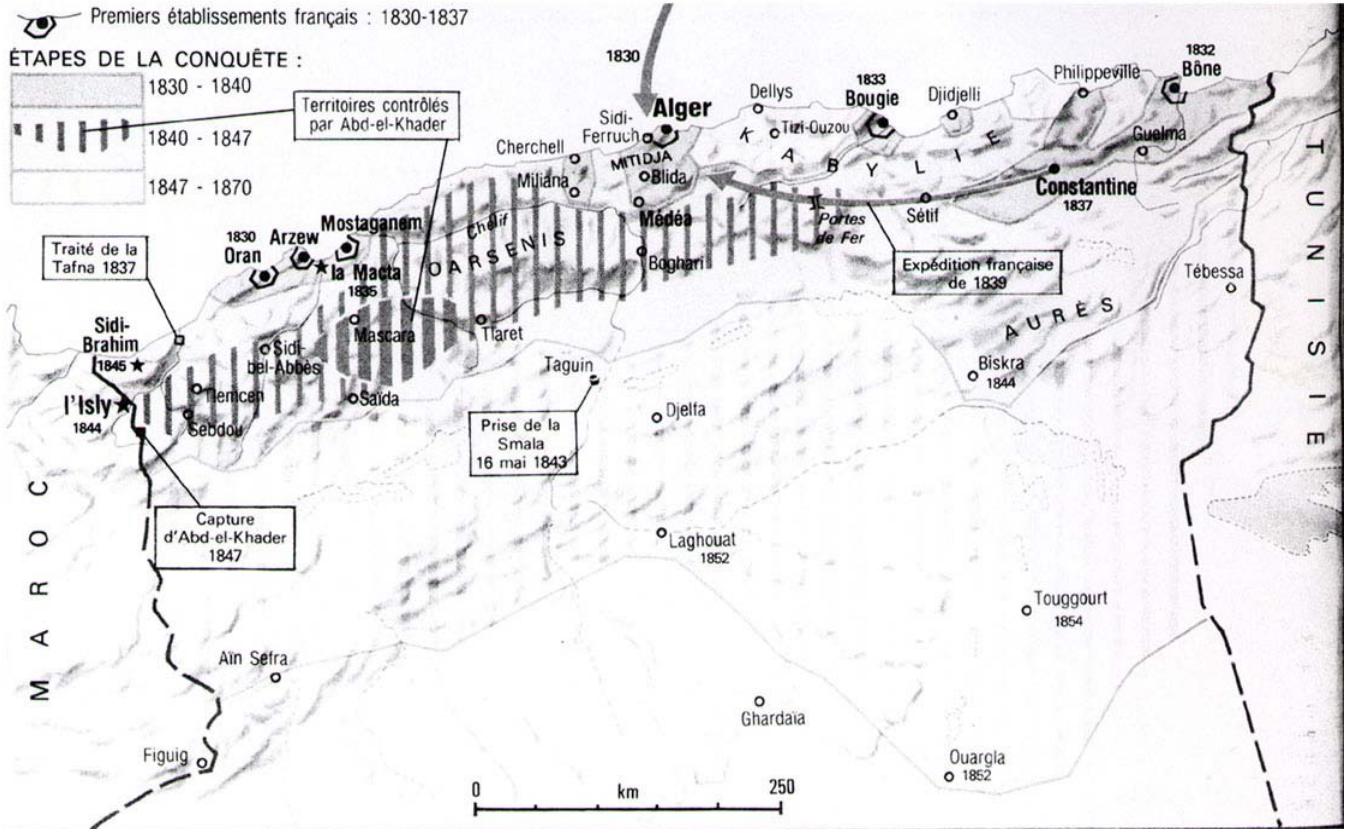 Premiers établissements français : 1830-1837
ÉTAPES DE LA CONQUÊTE :
1830 - 1840
1840 - 1847
1847 - 1870
Territoires contrôlés
par Abd-el-Khader
1830
Alger
Sidi-
Ferruch
MITIDJA
Blida
Cherchell
Miliana
Médéa
Dellys
Tizi-Ouzou
KABYLIE
1833
Bougie
Djidjelli
Philippeville
1832
Bône
Guelma
Constantine
1837
Sétif
Portes
de Fer
Expédition française
de 1839
Tébessa
TUNISIE
AURÈS
Biskra
1844
Traité de la
Tafna 1837
1830
Oran
Arzew
Mostaganem
la Macta
1835
Chélif
OARSENIS
Boghari
Mascara
Tiaret
Sidi-
bel-Abbès
Saïda
Tlemcen
Sebdou
Sidi-
Brahim
1845
l'Isly
1844
Taguin
Prise de la
Smala
16 mai 1843
Djelfa
Capture
d'Abd-el-Khader
1847
MAROC
Laghouat
1852
Touggourt
1854
Aïn Sefra
Ghardaïa
Figuig
Ouargla
1852
0 km 250